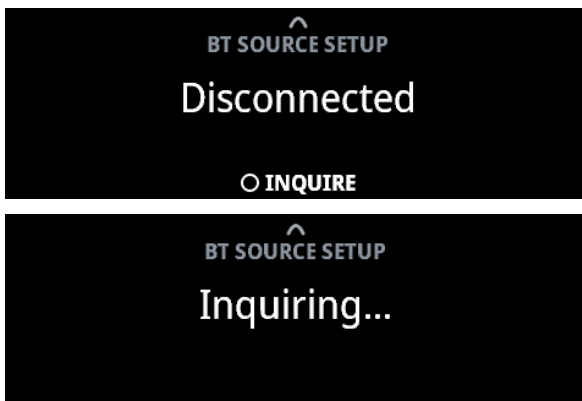 BT SOURCE SETUP
Disconnected
INQUIRE
BT SOURCE SETUP
Inquiring...